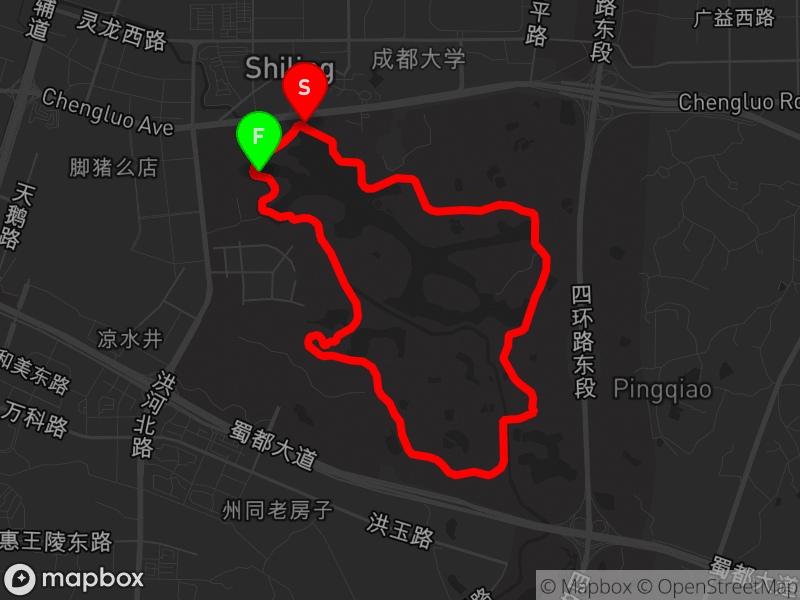 辅道
灵龙西路
Shiling
成都大学
平路
路东段
广益西路
Chengluo Ave
S
Chengluo Ro
F
脚猪么店
天鹅路
四环路东段
凉水井
和美东路
洪河北路
Pingqiao
万科路
蜀都大道
州同老房子
洪玉路
惠王陵东路
蜀都大道
mapbox
© Mapbox © OpenStreetMap